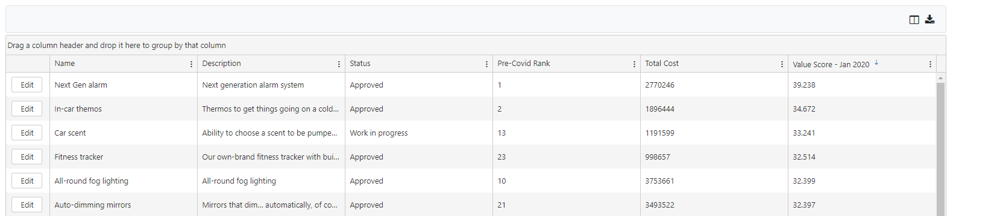 Drag a column header and drop it here to group by that column
Name Description Status Pre-Covid Rank Total Cost Value Score - Jan 2020
Edit Next Gen alarm Next generation alarm system Approved 1 2770246 39.238
Edit In-car themos Thermos to get things going on a cold... Approved 2 1896444 34.672
Edit Car scent Ability to choose a scent to be pumpe... Work in progress 13 1191599 33.241
Edit Fitness tracker Our own-brand fitness tracker with bui... Approved 23 998657 32.514
Edit All-round fog lighting All-round fog lighting Approved 10 3753661 32.399
Edit Auto-dimming mirrors Mirrors that dim... automatically, of co... Approved 21 3493522 32.397